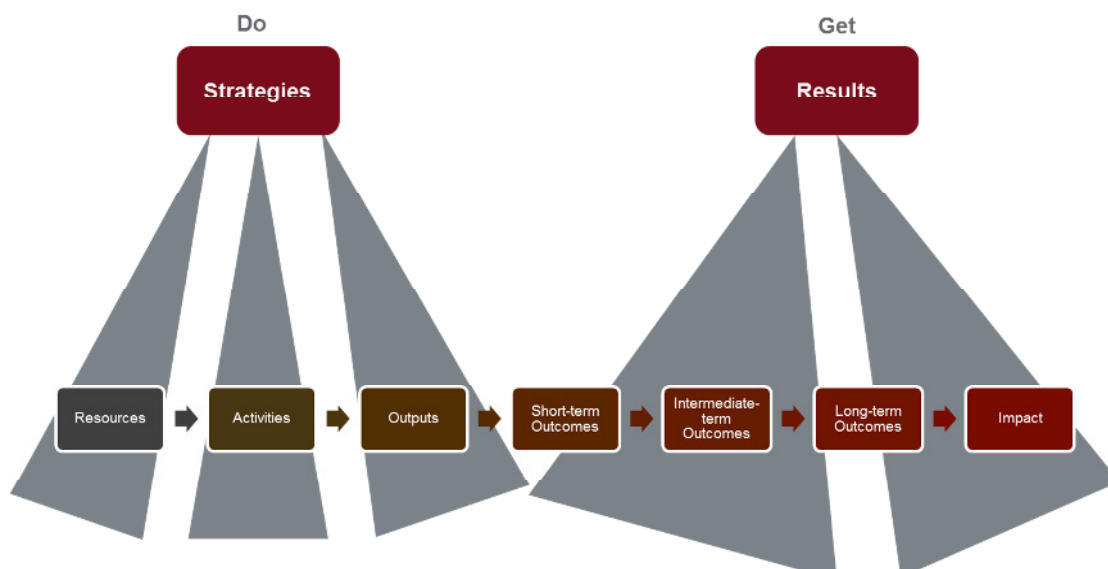 Do
Get
Strategies
Results
Resources
Activities
Outputs
Short-term
Outcomes
Intermediate-
term
Outcomes
Long-term
Outcomes
Impact